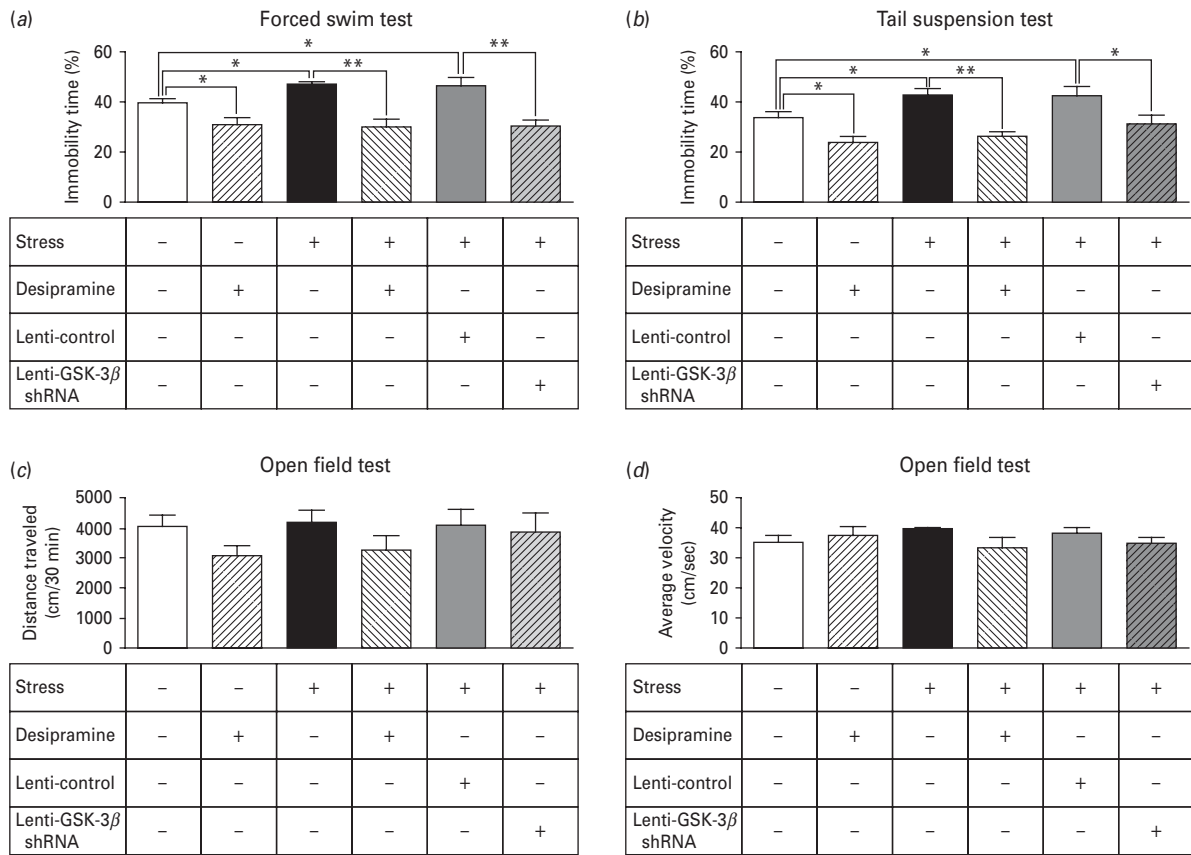 (a) Forced swim test
Immobility time (%)
60
40
20
0
* * * ** * **
Stress – – + + + +
Desipramine – + – + – –
Lenti-control – – – – + –
Lenti-GSK-3β
shRNA – – – – – +
(b) Tail suspension test
Immobility time (%)
60
40
20
0
* * * ** * *
Stress – – + + + +
Desipramine – + – + – –
Lenti-control – – – – + –
Lenti-GSK-3β
shRNA – – – – – +
(c) Open field test
Distance traveled
(cm/30 min)
5000
4000
3000
2000
1000
0
Stress – – + + + +
Desipramine – + – + – –
Lenti-control – – – – + –
Lenti-GSK-3β
shRNA – – – – – +
(d) Open field test
Average velocity
(cm/sec)
50
40
30
20
10
0
Stress – – + + + +
Desipramine – + – + – –
Lenti-control – – – – + –
Lenti-GSK-3β
shRNA – – – – – +